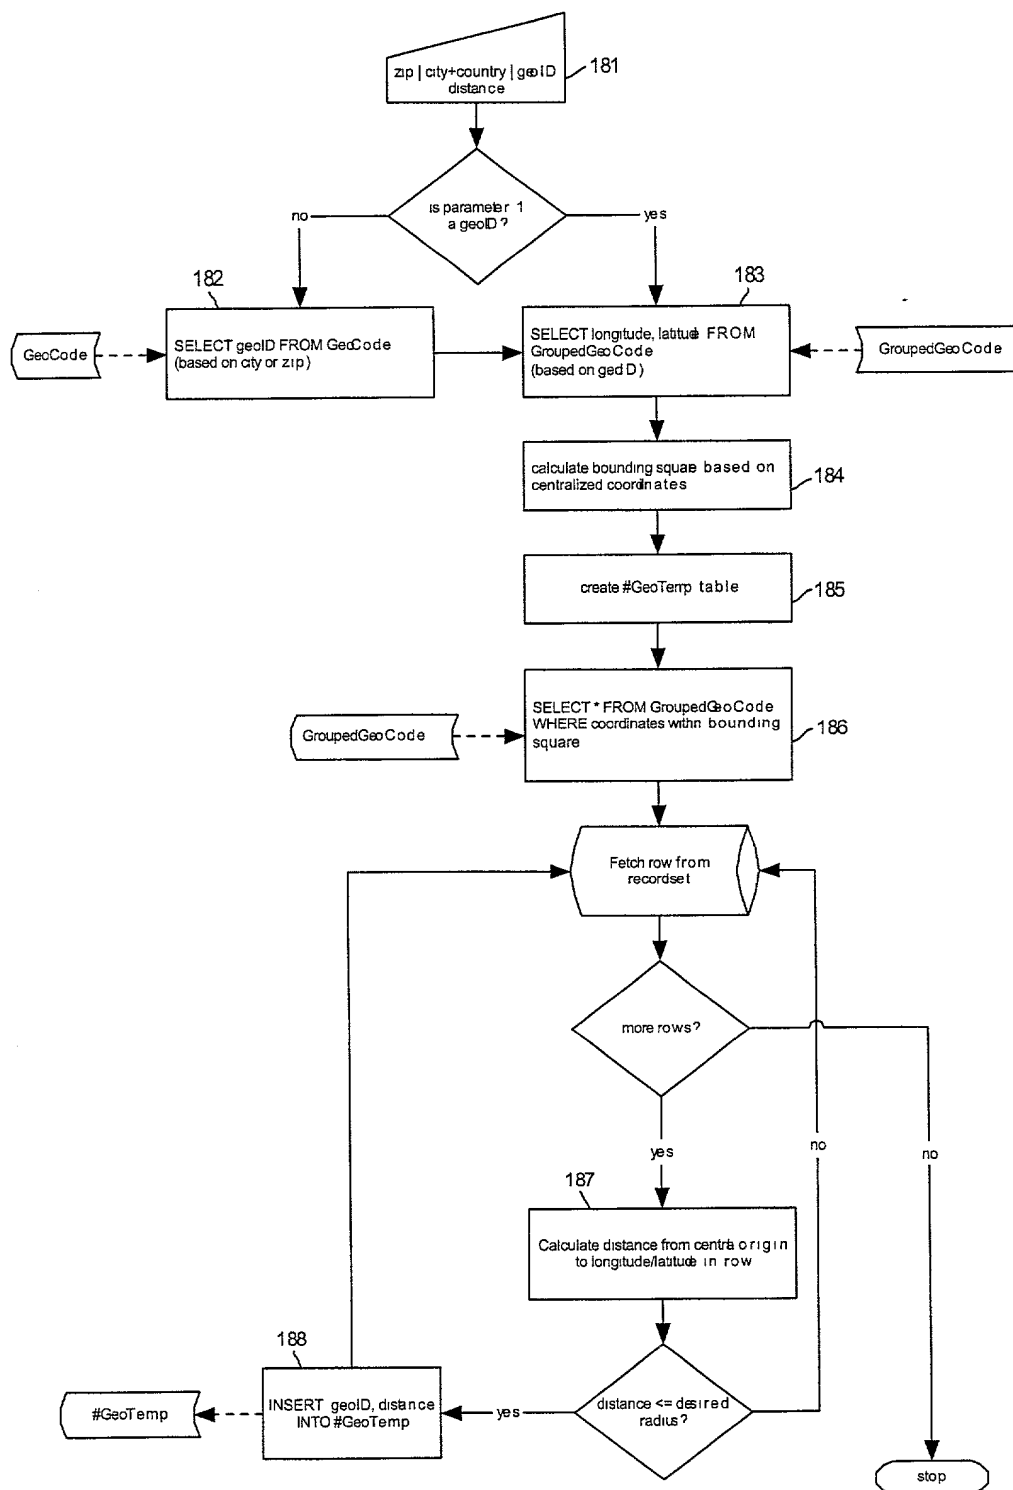 zip | city+country | geoID
distance
181
is parameter 1
a geoID?
no
yes
182
183
GeoCode
SELECT geoID FROM GeoCode
(based on city or zip)
SELECT longitude, latitude FROM
GroupedGeoCode
(based on geoID)
GroupedGeoCode
calculate bounding square based on
centralized coordinates
184
create #GeoTemp table
185
GroupedGeoCode
SELECT * FROM GroupedGeoCode
WHERE coordinates within bounding
square
186
Fetch row from
recordset
more rows?
yes
no
no
187
Calculate distance from central origin
to longitude/latitude in row
188
#GeoTemp
INSERT geoID, distance
INTO #GeoTemp
yes
distance <= desired
radius?
stop